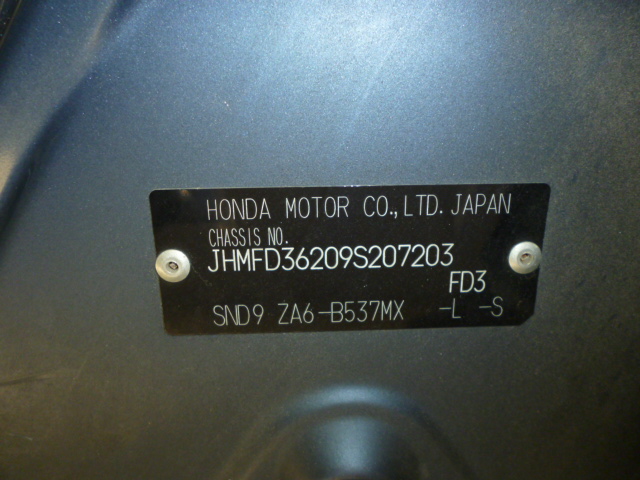 HONDA MOTOR CO.,LTD. JAPAN
CHASSIS NO.
JHMFD36209S207203
FD3
SND9 ZA6-B537MX -L -S